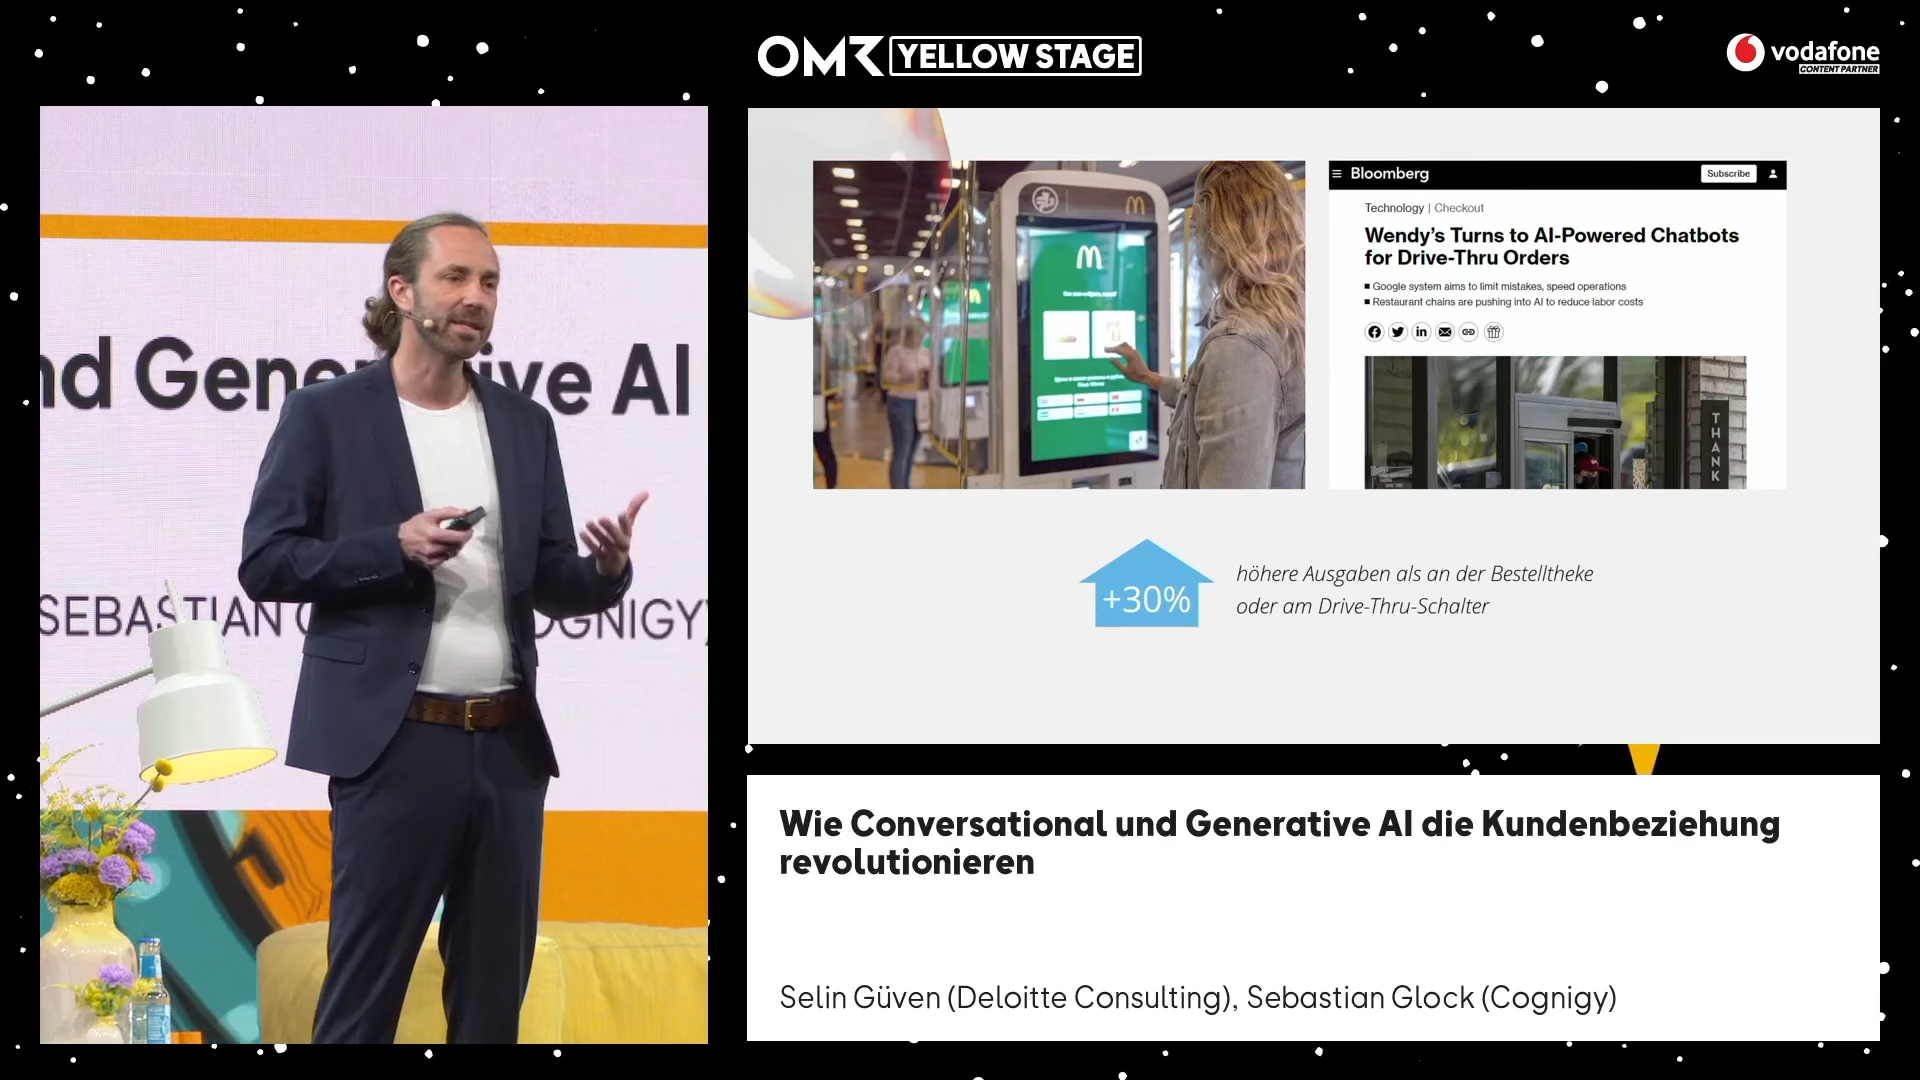 OMR YELLOW STAGE
vodafone
CONTENT PARTNER
nd Generative AI
SEBASTIAN
COGNIGY)
Bloomberg
Subscribe
Technology | Checkout
Wendy's Turns to AI-Powered Chatbots
for Drive-Thru Orders
Google system aims to limit mistakes, speed operations
Restaurant chains are pushing into AI to reduce labor costs
THANK
+30%
höhere Ausgaben als an der Bestelltheke
oder am Drive-Thru-Schalter
Wie Conversational und Generative AI die Kundenbeziehung
revolutionieren
Selin Güven (Deloitte Consulting), Sebastian Glock (Cognigy)